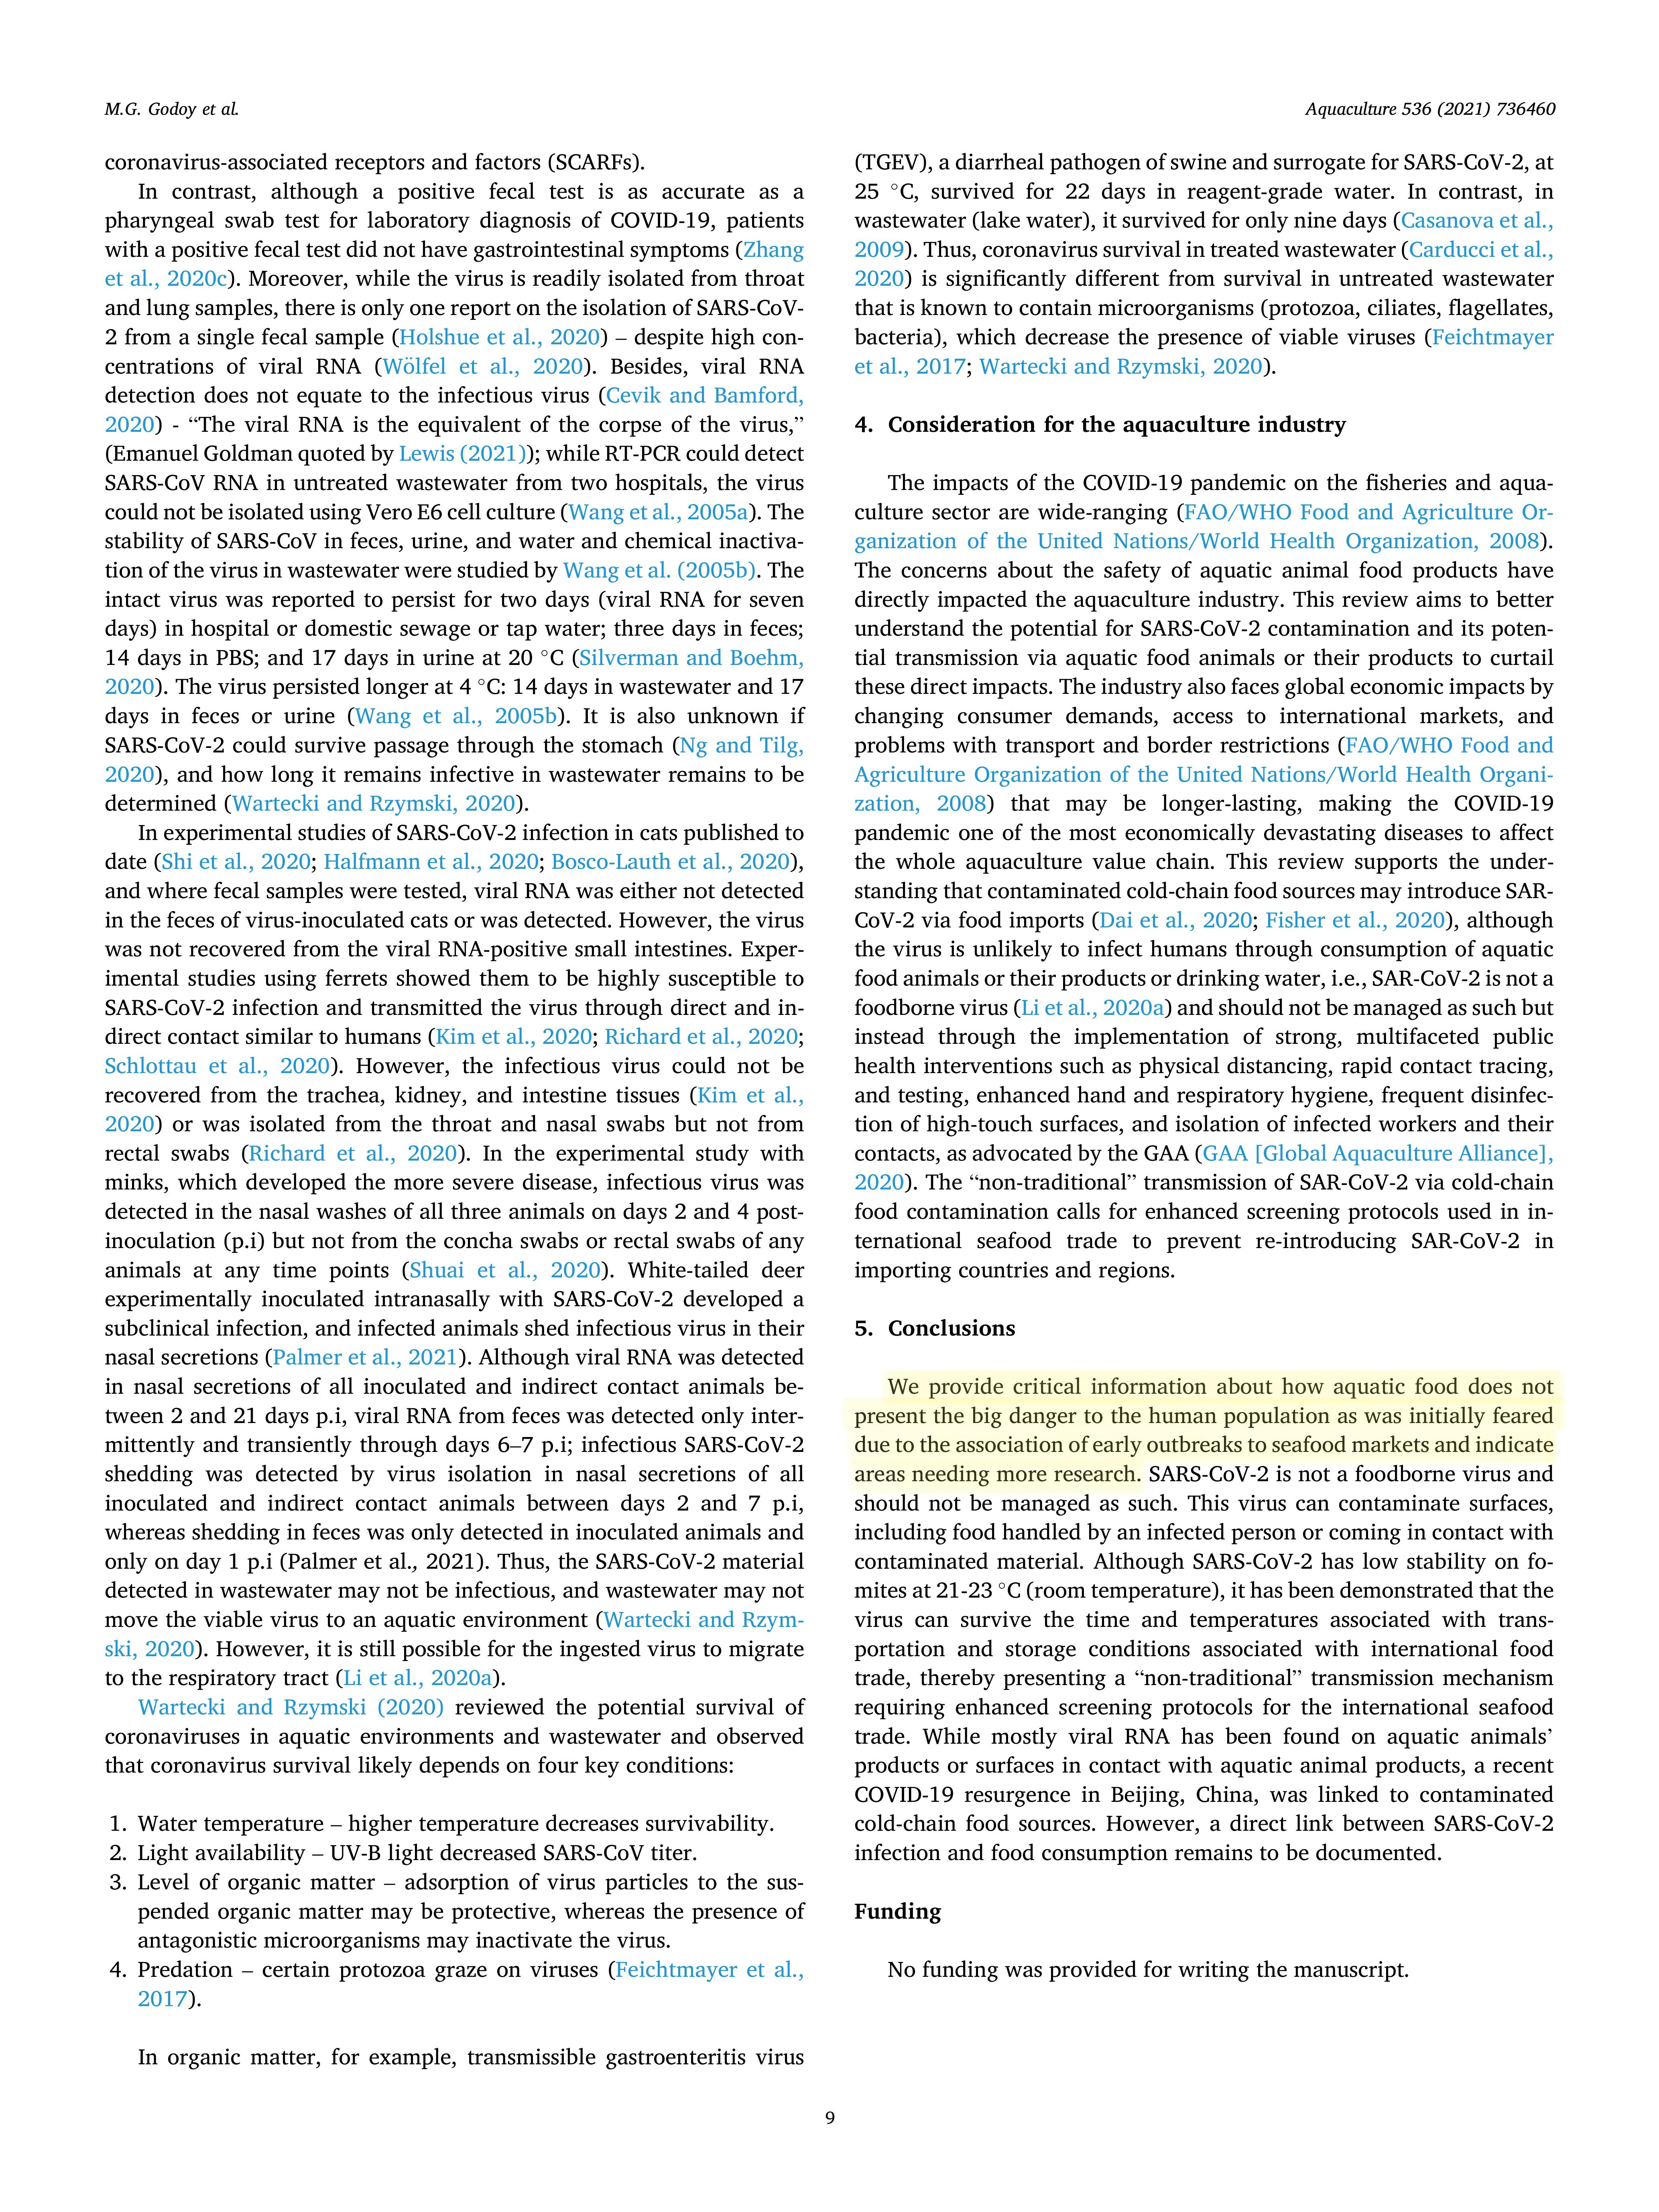 M.G. Godoy et al.
Aquaculture 536 (2021) 736460
coronavirus-associated receptors and factors (SCARFs).
In contrast, although a positive fecal test is as accurate as a
pharyngeal swab test for laboratory diagnosis of COVID-19, patients
with a positive fecal test did not have gastrointestinal symptoms (Zhang
et al., 2020c). Moreover, while the virus is readily isolated from throat
and lung samples, there is only one report on the isolation of SARS-CoV-
2 from a single fecal sample (Holshue et al., 2020) – despite high con-
centrations of viral RNA (Wölfel et al., 2020). Besides, viral RNA
detection does not equate to the infectious virus (Cevik and Bamford,
2020) - “The viral RNA is the equivalent of the corpse of the virus,”
(Emanuel Goldman quoted by Lewis (2021)); while RT-PCR could detect
SARS-CoV RNA in untreated wastewater from two hospitals, the virus
could not be isolated using Vero E6 cell culture (Wang et al., 2005a). The
stability of SARS-CoV in feces, urine, and water and chemical inactiva-
tion of the virus in wastewater were studied by Wang et al. (2005b). The
intact virus was reported to persist for two days (viral RNA for seven
days) in hospital or domestic sewage or tap water; three days in feces;
14 days in PBS; and 17 days in urine at 20 °C (Silverman and Boehm,
2020). The virus persisted longer at 4 °C: 14 days in wastewater and 17
days in feces or urine (Wang et al., 2005b). It is also unknown if
SARS-CoV-2 could survive passage through the stomach (Ng and Tilg,
2020), and how long it remains infective in wastewater remains to be
determined (Wartecki and Rzymski, 2020).
In experimental studies of SARS-CoV-2 infection in cats published to
date (Shi et al., 2020; Halfmann et al., 2020; Bosco-Lauth et al., 2020),
and where fecal samples were tested, viral RNA was either not detected
in the feces of virus-inoculated cats or was detected. However, the virus
was not recovered from the viral RNA-positive small intestines. Exper-
imental studies using ferrets showed them to be highly susceptible to
SARS-CoV-2 infection and transmitted the virus through direct and in-
direct contact similar to humans (Kim et al., 2020; Richard et al., 2020;
Schlottau et al., 2020). However, the infectious virus could not be
recovered from the trachea, kidney, and intestine tissues (Kim et al.,
2020) or was isolated from the throat and nasal swabs but not from
rectal swabs (Richard et al., 2020). In the experimental study with
minks, which developed the more severe disease, infectious virus was
detected in the nasal washes of all three animals on days 2 and 4 post-
inoculation (p.i) but not from the concha swabs or rectal swabs of any
animals at any time points (Shuai et al., 2020). White-tailed deer
experimentally inoculated intranasally with SARS-CoV-2 developed a
subclinical infection, and infected animals shed infectious virus in their
nasal secretions (Palmer et al., 2021). Although viral RNA was detected
in nasal secretions of all inoculated and indirect contact animals be-
tween 2 and 21 days p.i, viral RNA from feces was detected only inter-
mittently and transiently through days 6–7 p.i; infectious SARS-CoV-2
shedding was detected by virus isolation in nasal secretions of all
inoculated and indirect contact animals between days 2 and 7 p.i,
whereas shedding in feces was only detected in inoculated animals and
only on day 1 p.i (Palmer et al., 2021). Thus, the SARS-CoV-2 material
detected in wastewater may not be infectious, and wastewater may not
move the viable virus to an aquatic environment (Wartecki and Rzym-
ski, 2020). However, it is still possible for the ingested virus to migrate
to the respiratory tract (Li et al., 2020a).
Wartecki and Rzymski (2020) reviewed the potential survival of
coronaviruses in aquatic environments and wastewater and observed
that coronavirus survival likely depends on four key conditions:
1. Water temperature – higher temperature decreases survivability.
2. Light availability – UV-B light decreased SARS-CoV titer.
3. Level of organic matter – adsorption of virus particles to the sus-
pended organic matter may be protective, whereas the presence of
antagonistic microorganisms may inactivate the virus.
4. Predation – certain protozoa graze on viruses (Feichtmayer et al.,
2017).
In organic matter, for example, transmissible gastroenteritis virus
(TGEV), a diarrheal pathogen of swine and surrogate for SARS-CoV-2, at
25 °C, survived for 22 days in reagent-grade water. In contrast, in
wastewater (lake water), it survived for only nine days (Casanova et al.,
2009). Thus, coronavirus survival in treated wastewater (Carducci et al.,
2020) is significantly different from survival in untreated wastewater
that is known to contain microorganisms (protozoa, ciliates, flagellates,
bacteria), which decrease the presence of viable viruses (Feichtmayer
et al., 2017; Wartecki and Rzymski, 2020).
4. Consideration for the aquaculture industry
The impacts of the COVID-19 pandemic on the fisheries and aqua-
culture sector are wide-ranging (FAO/WHO Food and Agriculture Or-
ganization of the United Nations/World Health Organization, 2008).
The concerns about the safety of aquatic animal food products have
directly impacted the aquaculture industry. This review aims to better
understand the potential for SARS-CoV-2 contamination and its poten-
tial transmission via aquatic food animals or their products to curtail
these direct impacts. The industry also faces global economic impacts by
changing consumer demands, access to international markets, and
problems with transport and border restrictions (FAO/WHO Food and
Agriculture Organization of the United Nations/World Health Organi-
zation, 2008) that may be longer-lasting, making the COVID-19
pandemic one of the most economically devastating diseases to affect
the whole aquaculture value chain. This review supports the under-
standing that contaminated cold-chain food sources may introduce SAR-
CoV-2 via food imports (Dai et al., 2020; Fisher et al., 2020), although
the virus is unlikely to infect humans through consumption of aquatic
food animals or their products or drinking water, i.e., SAR-CoV-2 is not a
foodborne virus (Li et al., 2020a) and should not be managed as such but
instead through the implementation of strong, multifaceted public
health interventions such as physical distancing, rapid contact tracing,
and testing, enhanced hand and respiratory hygiene, frequent disinfec-
tion of high-touch surfaces, and isolation of infected workers and their
contacts, as advocated by the GAA (GAA [Global Aquaculture Alliance],
2020). The “non-traditional” transmission of SAR-CoV-2 via cold-chain
food contamination calls for enhanced screening protocols used in in-
ternational seafood trade to prevent re-introducing SAR-CoV-2 in
importing countries and regions.
5. Conclusions
We provide critical information about how aquatic food does not
present the big danger to the human population as was initially feared
due to the association of early outbreaks to seafood markets and indicate
areas needing more research. SARS-CoV-2 is not a foodborne virus and
should not be managed as such. This virus can contaminate surfaces,
including food handled by an infected person or coming in contact with
contaminated material. Although SARS-CoV-2 has low stability on fo-
mites at 21-23 °C (room temperature), it has been demonstrated that the
virus can survive the time and temperatures associated with trans-
portation and storage conditions associated with international food
trade, thereby presenting a “non-traditional” transmission mechanism
requiring enhanced screening protocols for the international seafood
trade. While mostly viral RNA has been found on aquatic animals’
products or surfaces in contact with aquatic animal products, a recent
COVID-19 resurgence in Beijing, China, was linked to contaminated
cold-chain food sources. However, a direct link between SARS-CoV-2
infection and food consumption remains to be documented.
Funding
No funding was provided for writing the manuscript.
9